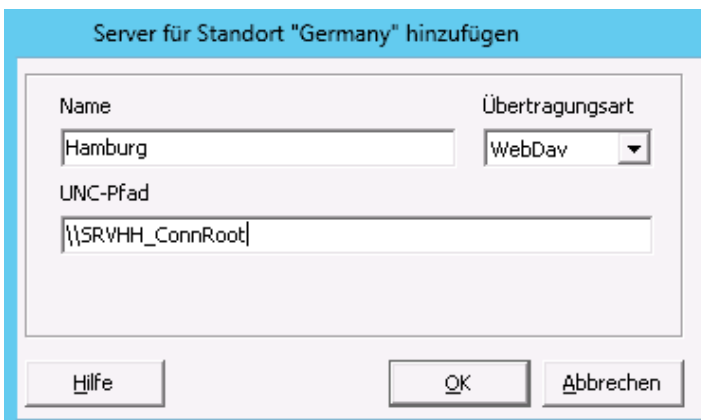 Server für Standort "Germany" hinzufügen
Name Übertragungsart
Hamburg WebDav
UNC-Pfad
\\SRVHH_ConnRoot
Hilfe OK Abbrechen